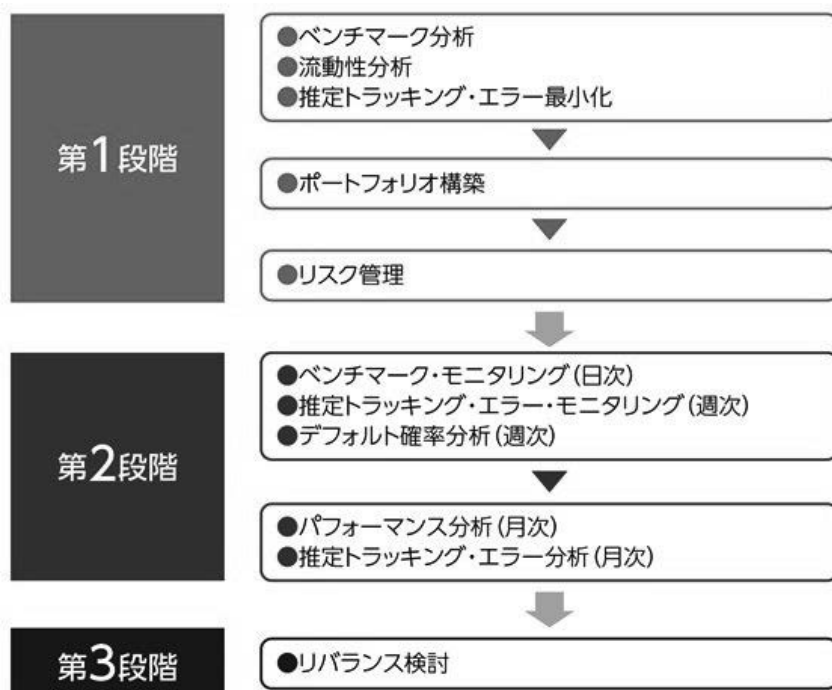 第1段階
●ベンチマーク分析
●流動性分析
●推定トラッキング・エラー最小化
●ポートフォリオ構築
●リスク管理
第2段階
●ベンチマーク・モニタリング(日次)
●推定トラッキング・エラー・モニタリング(週次)
●デフォルト確率分析(週次)
●パフォーマンス分析(月次)
●推定トラッキング・エラー分析(月次)
第3段階
●リバランス検討